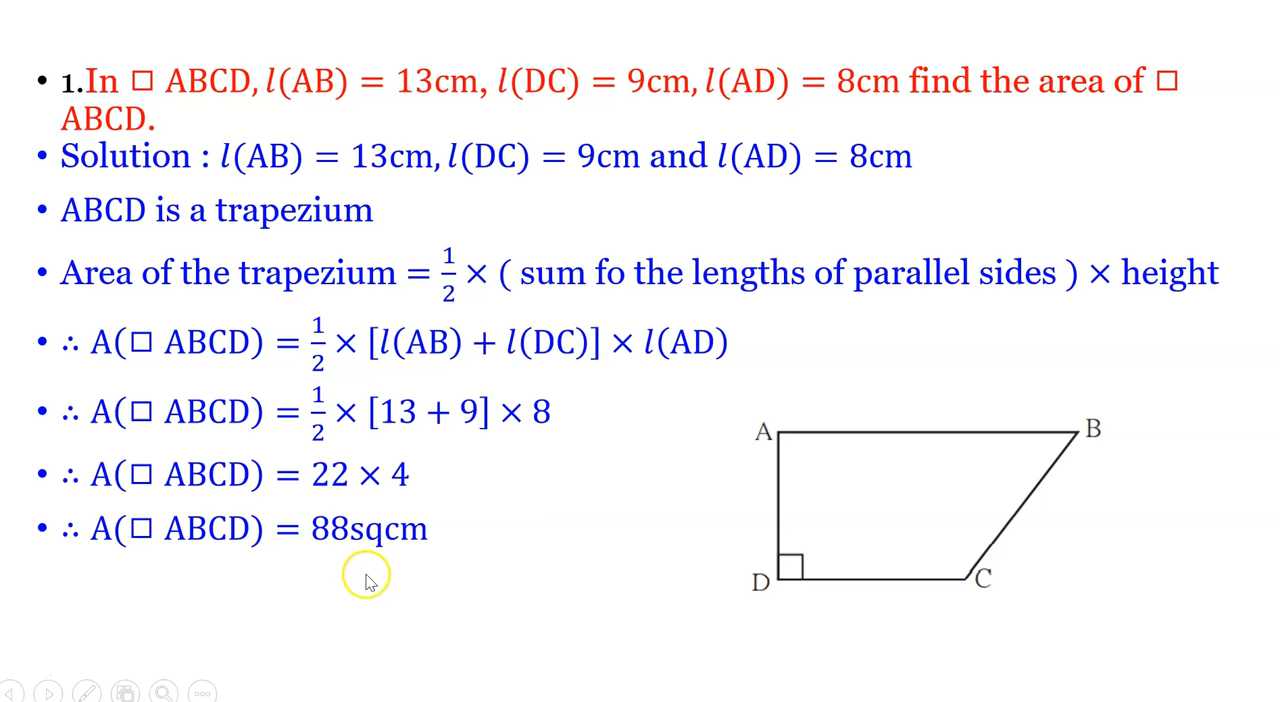 • 1.In □ ABCD, l(AB) = 13cm, l(DC) = 9cm, l(AD) = 8cm find the area of □
ABCD.
• Solution : l(AB) = 13cm, l(DC) = 9cm and l(AD) = 8cm
• ABCD is a trapezium
• Area of the trapezium = 1/2 × ( sum fo the lengths of parallel sides ) × height
• ∴ A(□ ABCD) = 1/2 × [l(AB) + l(DC)] × l(AD)
• ∴ A(□ ABCD) = 1/2 × [13 + 9] × 8
• ∴ A(□ ABCD) = 22 × 4
• ∴ A(□ ABCD) = 88sqcm
A
B
D
C